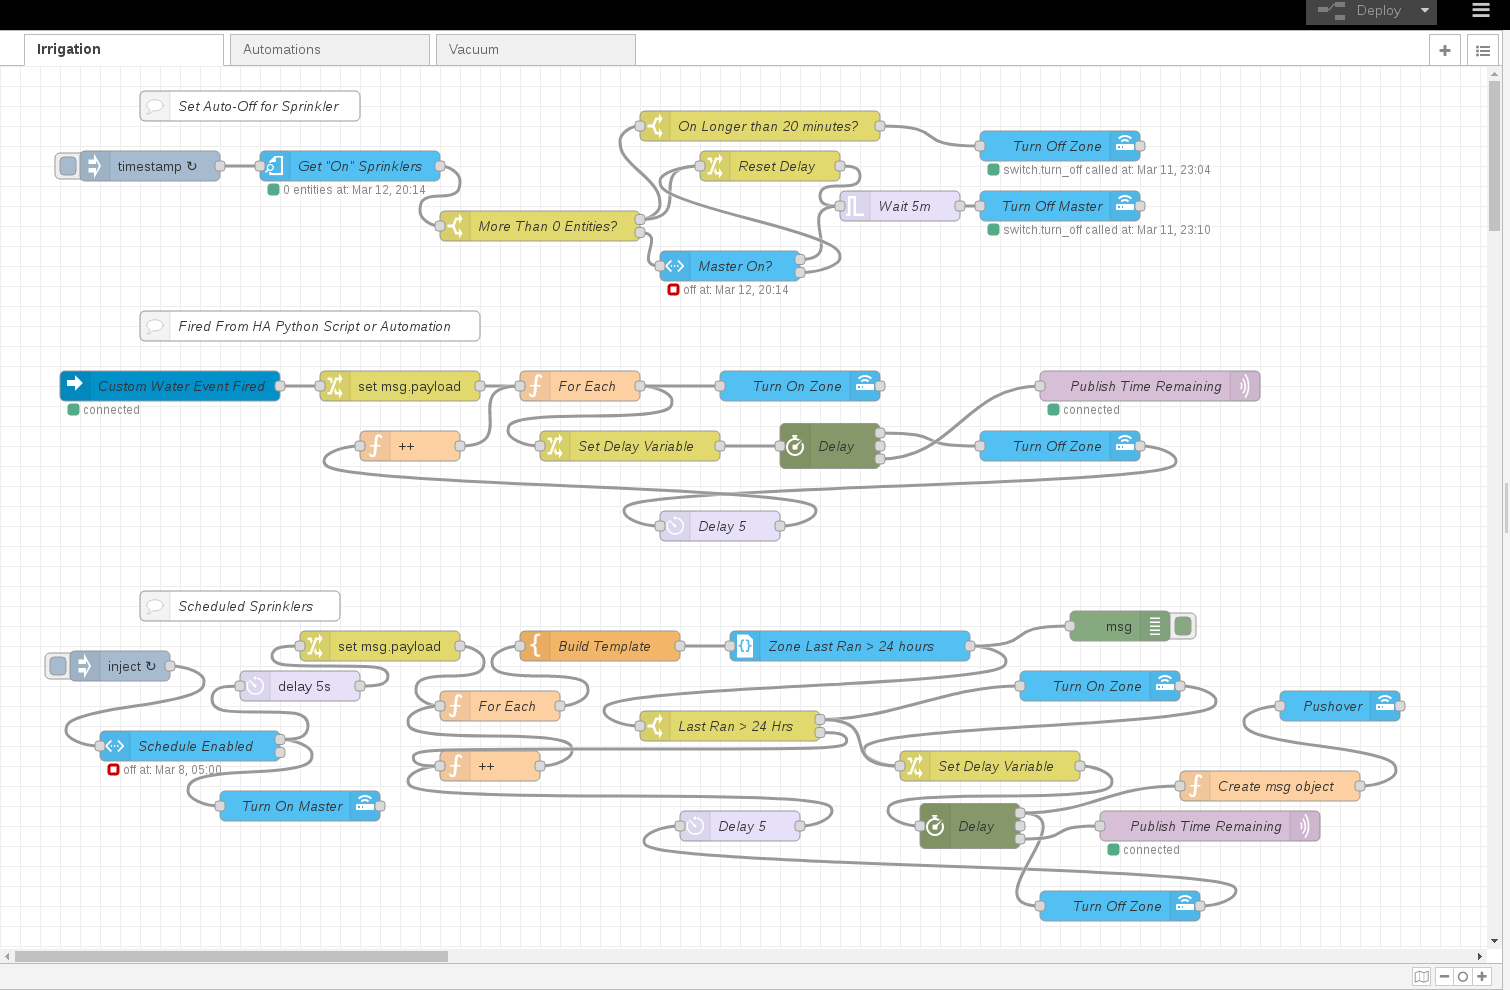 Deploy
Irrigation
Automations
Vacuum
Set Auto-Off for Sprinkler
timestamp ↻
Get "On" Sprinklers
0 entities at: Mar 12, 20:14
More Than 0 Entities?
On Longer than 20 minutes?
Reset Delay
Master On?
off at: Mar 12, 20:14
Wait 5m
Turn Off Zone
switch.turn_off called at: Mar 11, 23:04
Turn Off Master
switch.turn_off called at: Mar 11, 23:10
Fired From HA Python Script or Automation
Custom Water Event Fired
connected
set msg.payload
For Each
Turn On Zone
Publish Time Remaining
connected
++
Set Delay Variable
Delay
Turn Off Zone
Delay 5
Scheduled Sprinklers
inject ↻
set msg.payload
Build Template
Zone Last Ran > 24 hours
msg
delay 5s
For Each
Last Ran > 24 Hrs
Turn On Zone
Pushover
Schedule Enabled
off at: Mar 8, 05:00
++
Set Delay Variable
Create msg object
Turn On Master
Delay 5
Delay
Publish Time Remaining
connected
Turn Off Zone